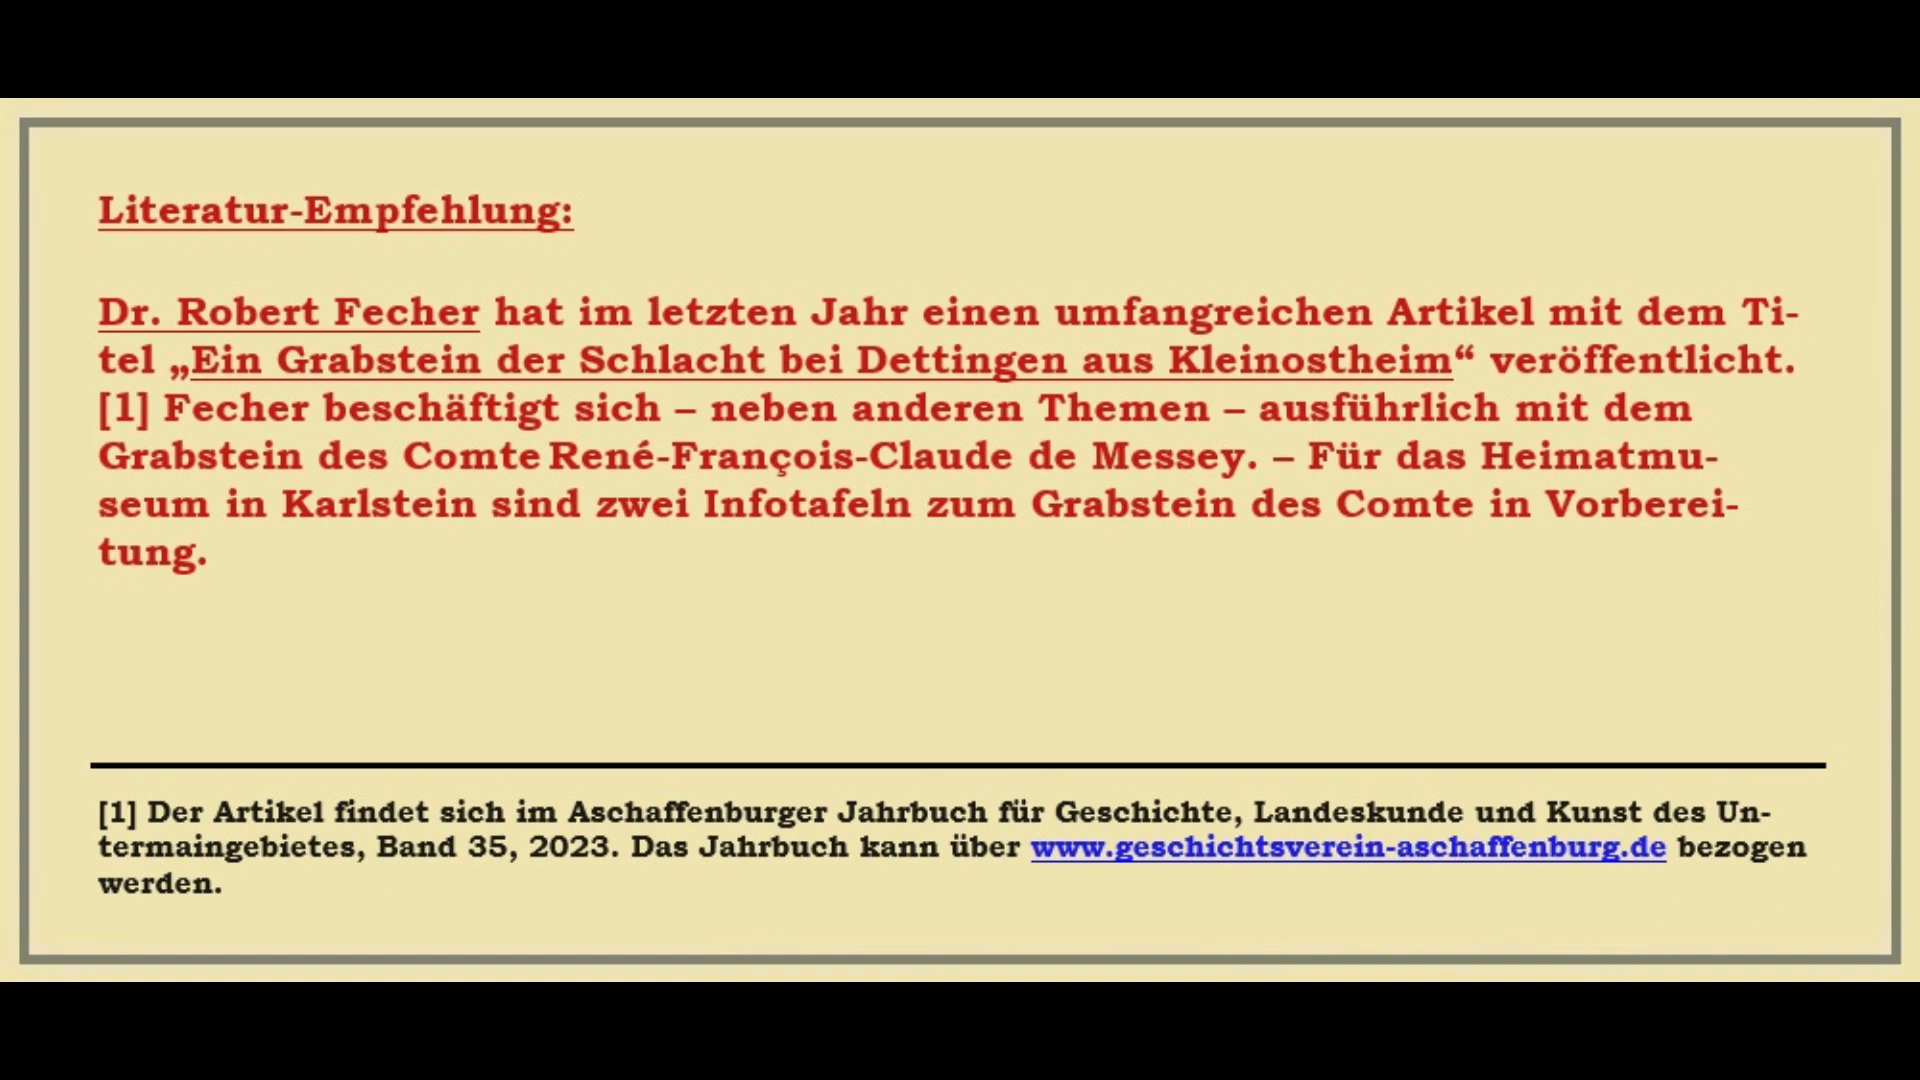 Literatur-Empfehlung:
Dr. Robert Fecher hat im letzten Jahr einen umfangreichen Artikel mit dem Ti-
tel „Ein Grabstein der Schlacht bei Dettingen aus Kleinostheim“ veröffentlicht.
[1] Fecher beschäftigt sich – neben anderen Themen – ausführlich mit dem
Grabstein des Comte René-François-Claude de Messey. – Für das Heimatmu-
seum in Karlstein sind zwei Infotafeln zum Grabstein des Comte in Vorberei-
tung.
[1] Der Artikel findet sich im Aschaffenburger Jahrbuch für Geschichte, Landeskunde und Kunst des Un-
termaingebietes, Band 35, 2023. Das Jahrbuch kann über www.geschichtsverein-aschaffenburg.de bezogen
werden.